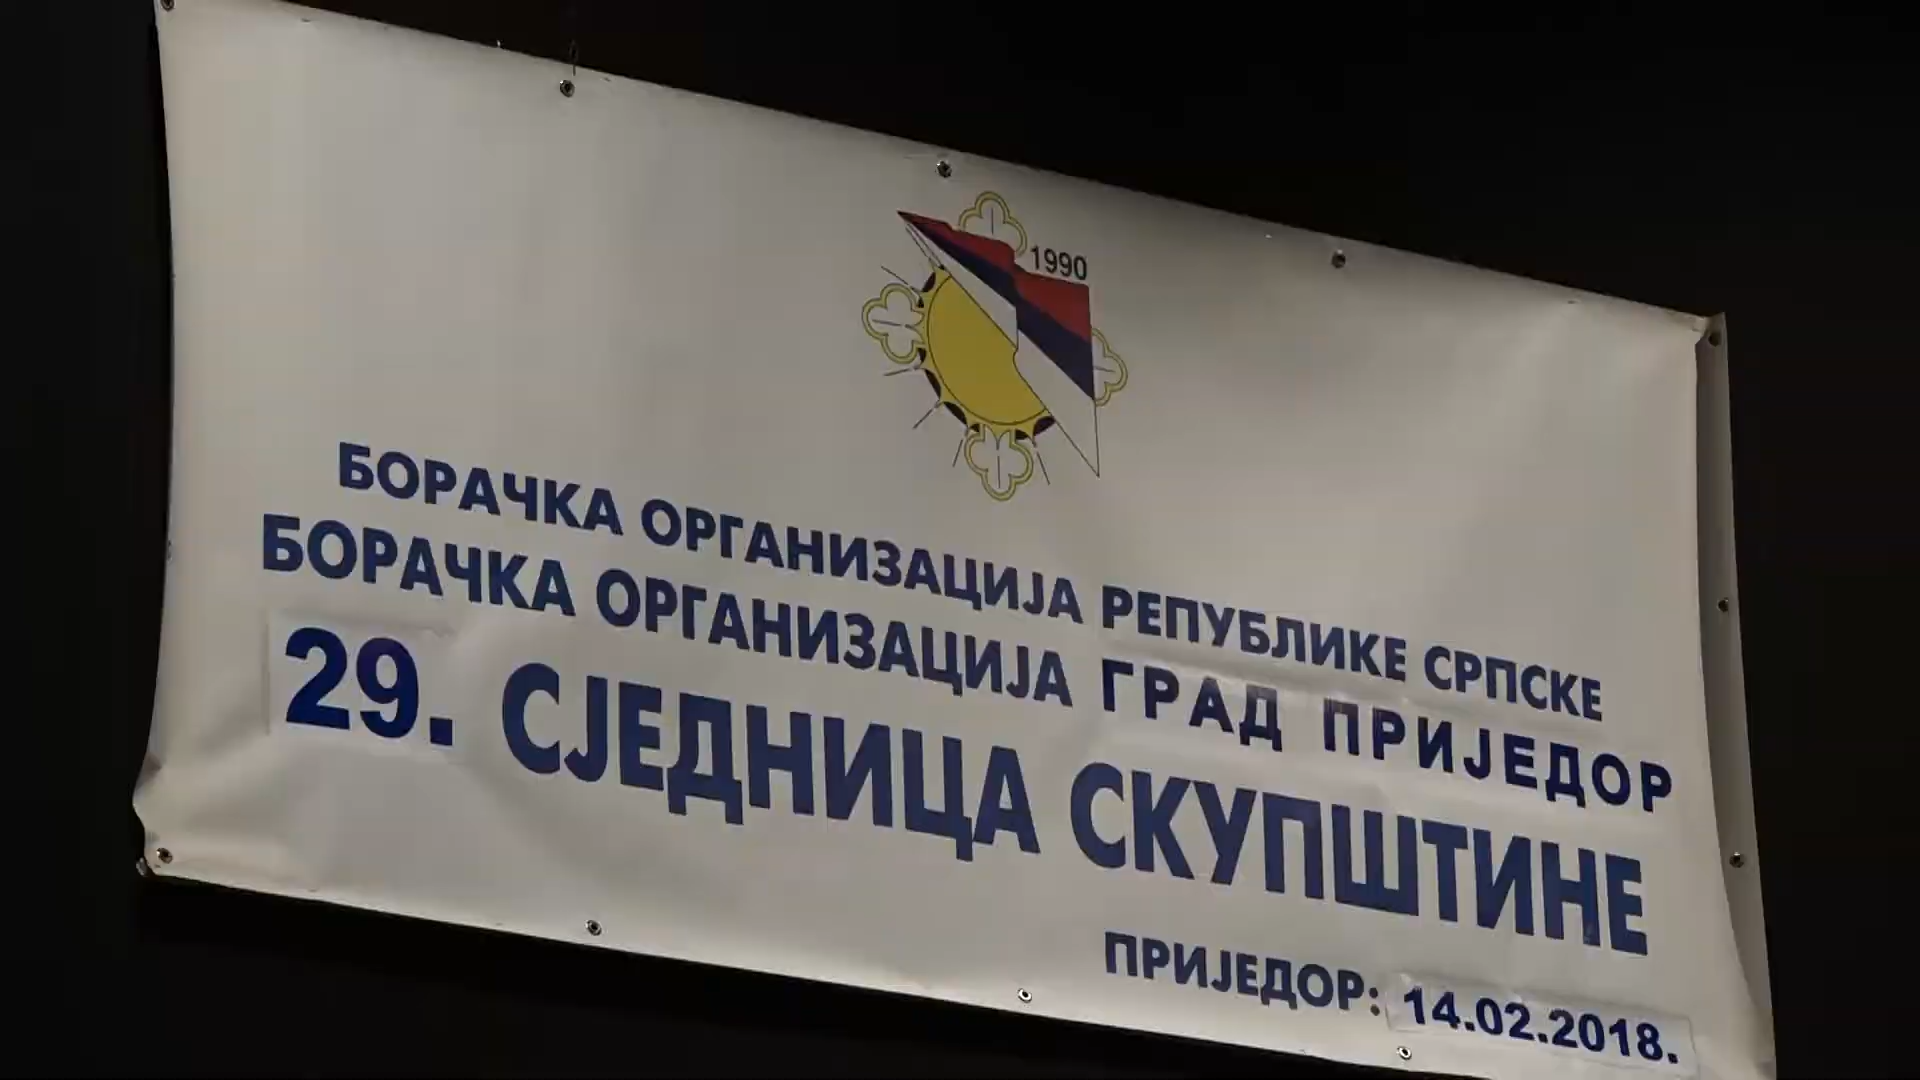 1990
БОРАЧКА ОРГАНИЗАЦИЈА РЕПУБЛИКЕ СРПСКЕ
БОРАЧКА ОРГАНИЗАЦИЈА ГРАД ПРИЈЕДОР
29. СЈЕДНИЦА СКУПШТИНЕ
ПРИЈЕДОР: 14.02.2018.